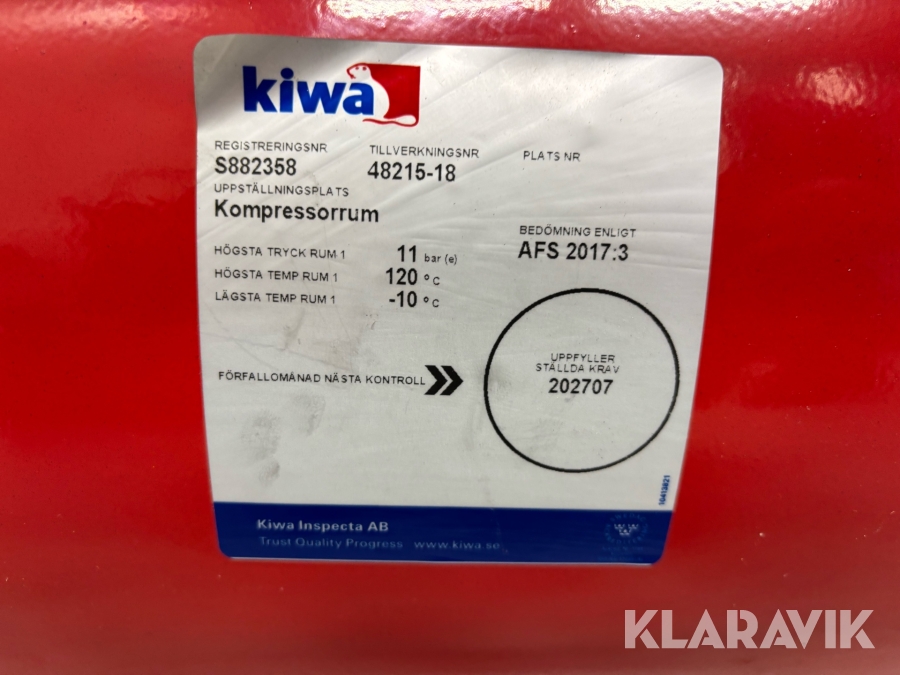 kiwa
REGISTRERINGSNR
S882358
TILLVERKNINGSNR
48215-18
PLATS NR
UPPSTÄLLNINGSPLATS
Kompressorrum
HÖGSTA TRYCK RUM 1 11 bar (e)
HÖGSTA TEMP RUM 1 120 °C
LÄGSTA TEMP RUM 1 -10 °C
BEDÖMNING ENLIGT
AFS 2017:3
FÖRFALLOMÅNAD NÄSTA KONTROLL
UPPFYLLER
STÄLLDA KRAV
202707
Kiwa Inspecta AB
Trust Quality Progress www.kiwa.se
KLARAVIK